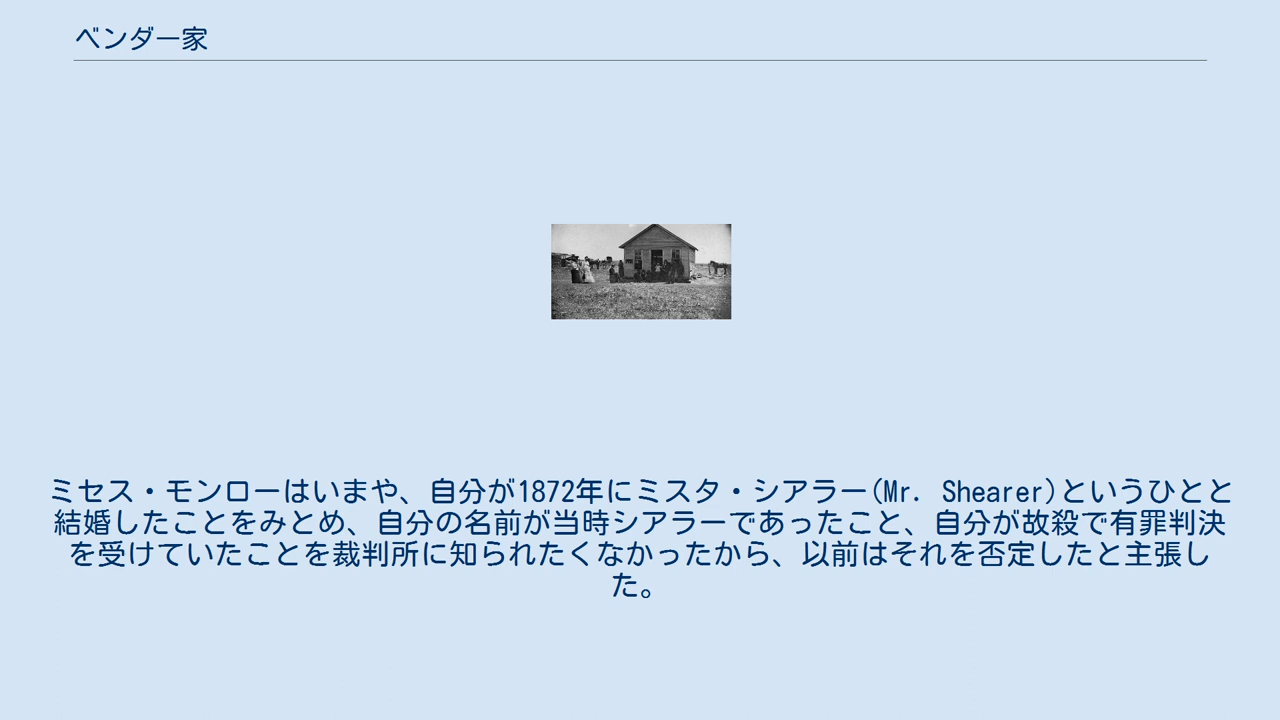 ベンダー家
ミセス・モンローはいまや、自分が1872年にミスタ・シアラー(Mr. Shearer)というひとと
結婚したことをみとめ、自分の名前が当時シアラーであったこと、自分が故殺で有罪判決
を受けていたことを裁判所に知られたくなかったから、以前はそれを否定したと主張し
た。